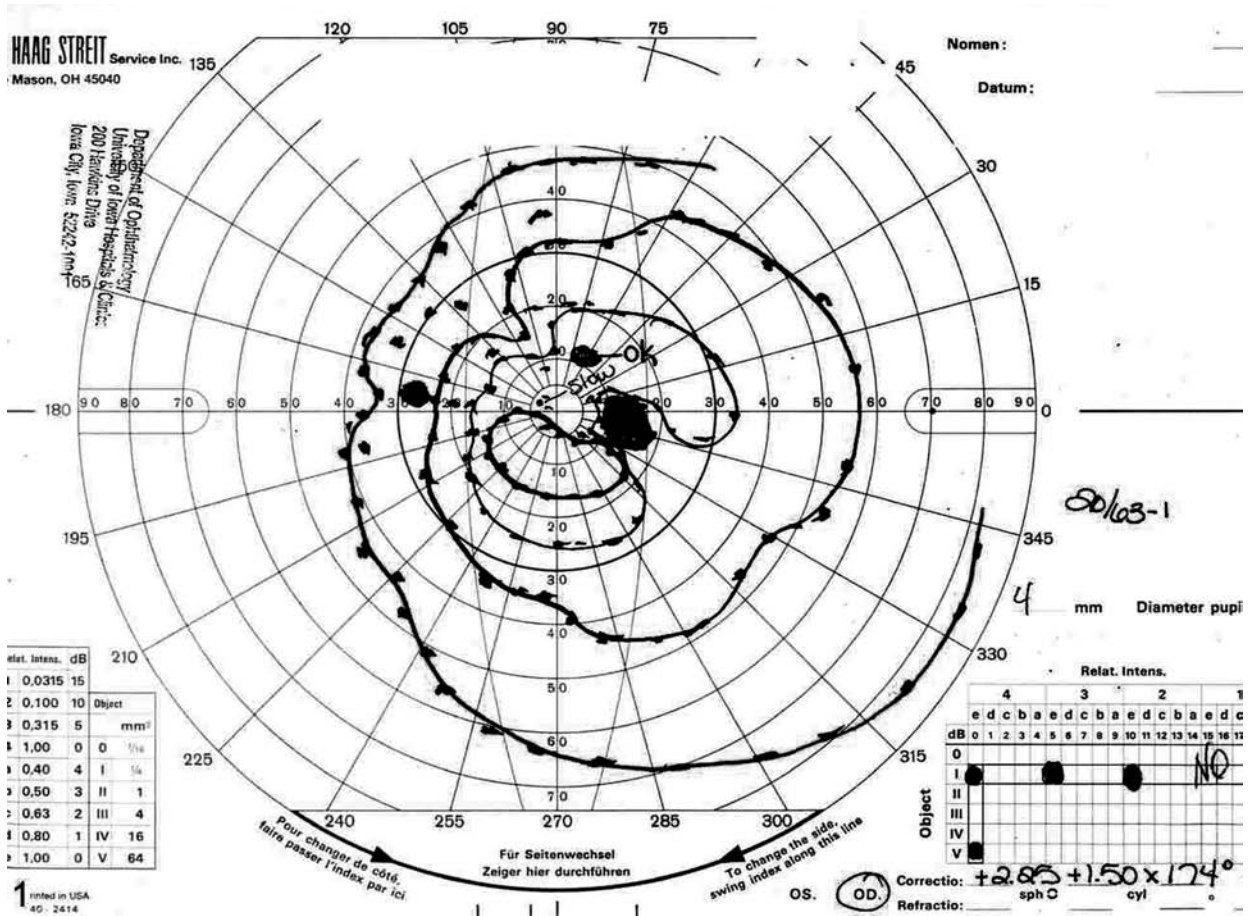 HAAG STREIT Service Inc.
Mason, OH 45040
Nomen:
Datum:
Department of Ophthalmology
University of Iowa Hospitals & Clinics
200 Hawkins Drive
Iowa City, Iowa
120 105 90 75
135 45
30
165 15
180 90 80 70 60 20 10
10 20 30 40 50 60 70 80 90 0
40
20
OK
Slow
10
20
30
40
50
60
70
195 345
210 330
225 315
240 255 270 285 300
20/63-1
4 mm Diameter
Relat. Intens. dB
0,0315 15
0,100 10 Object
0,315 5 mm²
1,00 0 0 1/16
0,40 4 I 1/4
0,50 3 II 1
0,63 2 III 4
0,80 1 IV 16
1,00 0 V 64
Pour changer de côté,
faire passer l'index par ici
Für Seitenwechsel
Zeiger hier durchführen
To change the side,
swing index along this line
Relat. Intens.
4 3 2 1
e d c b a e d c b a e d c b a e d c
dB 0 1 2 3 4 5 6 7 8 9 10 11 12 13 14 15 16 17
Object
0
I NO
II
III
IV
V
OS. OD. Correctio: +2.25 +1.50 x 174°
sph cyl
Refractio: °
1 rinted in USA
40 - 2414